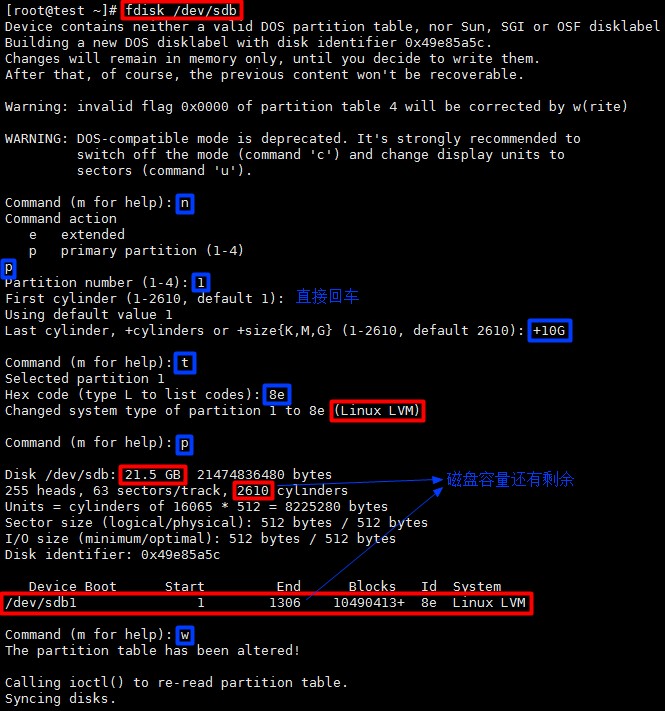 [root@test ~]# fdisk /dev/sdb
Device contains neither a valid DOS partition table, nor Sun, SGI or OSF disklabel
Building a new DOS disklabel with disk identifier 0x49e85a5c.
Changes will remain in memory only, until you decide to write them.
After that, of course, the previous content won't be recoverable.
Warning: invalid flag 0x0000 of partition table 4 will be corrected by w(rite)
WARNING: DOS-compatible mode is deprecated. It's strongly recommended to
switch off the mode (command 'c') and change display units to
sectors (command 'u').
Command (m for help): n
Command action
e   extended
p   primary partition (1-4)
p
Partition number (1-4): 1
First cylinder (1-2610, default 1): 直接回车
Using default value 1
Last cylinder, +cylinders or +size{K,M,G} (1-2610, default 2610): +10G
Command (m for help): t
Selected partition 1
Hex code (type L to list codes): 8e
Changed system type of partition 1 to 8e (Linux LVM)
Command (m for help): p
Disk /dev/sdb: 21.5 GB, 21474836480 bytes
255 heads, 63 sectors/track, 2610 cylinders 磁盘容量还有剩余
Units = cylinders of 16065 * 512 = 8225280 bytes
Sector size (logical/physical): 512 bytes / 512 bytes
I/O size (minimum/optimal): 512 bytes / 512 bytes
Disk identifier: 0x49e85a5c
Device Boot      Start         End      Blocks   Id  System
/dev/sdb1               1        1306    10490413+  8e  Linux LVM
Command (m for help): w
The partition table has been altered!
Calling ioctl() to re-read partition table.
Syncing disks.